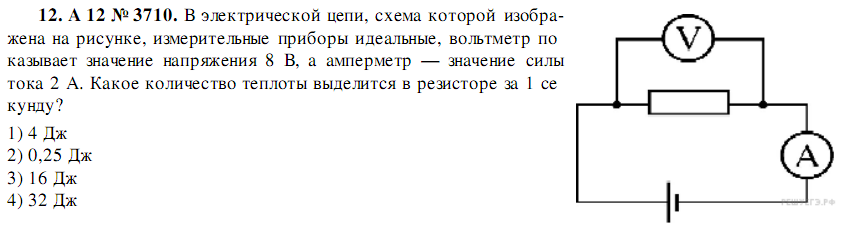 12. А 12 № 3710. В электрической цепи, схема которой изобра-
жена на рисунке, измерительные приборы идеальные, вольтметр по
казывает значение напряжения 8 В, а амперметр — значение силы
тока 2 А. Какое количество теплоты выделится в резисторе за 1 се
кунду?
1) 4 Дж
2) 0,25 Дж
3) 16 Дж
4) 32 Дж
V
A
РЕШУЕГЭ.РФ